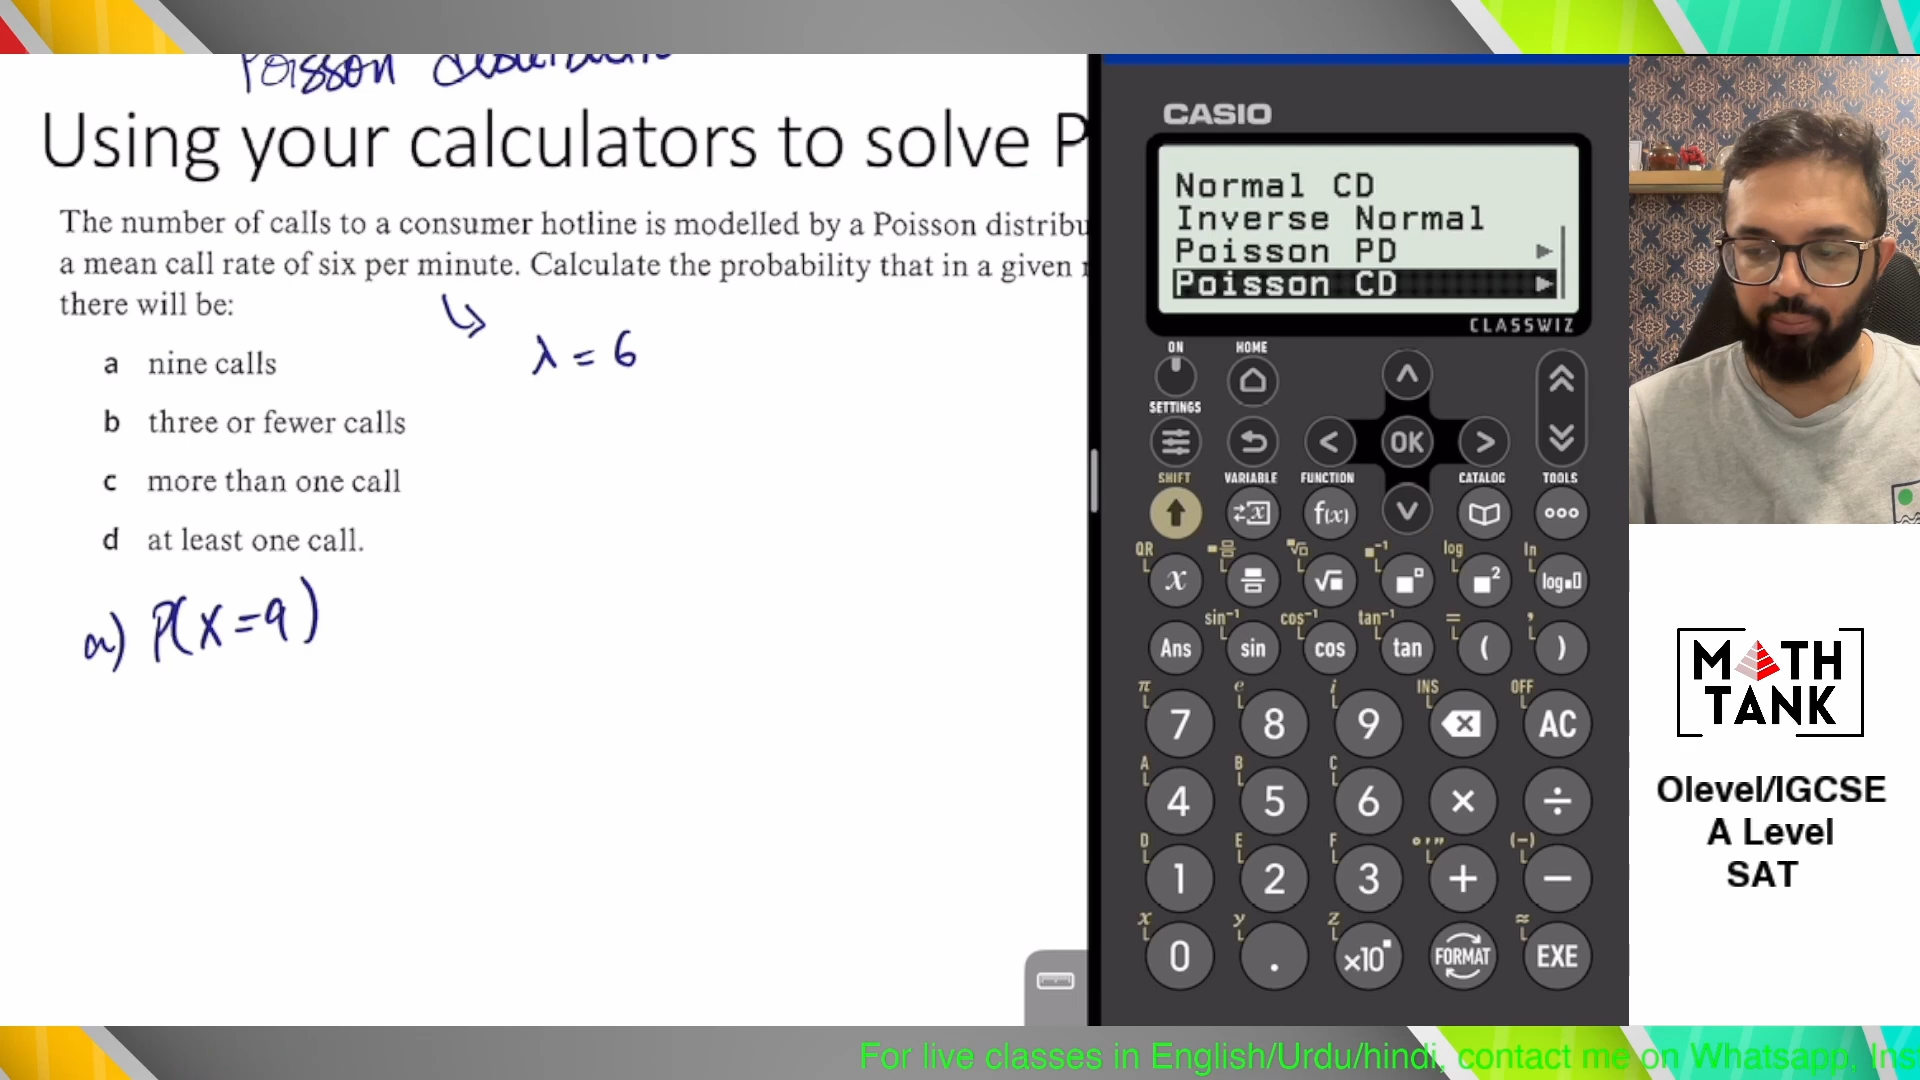 Poisson
Using your calculators to solve P
The number of calls to a consumer hotline is modelled by a Poisson distribu
a mean call rate of six per minute. Calculate the probability that in a given
there will be:
λ = 6
a nine calls
b three or fewer calls
c more than one call
d at least one call.
a) P(X=9)
CASIO
Normal CD
Inverse Normal
Poisson PD
Poisson CD
CLASSWIZ
ON HOME
SETTINGS
OK
SHIFT VARIABLE FUNCTION CATALOG TOOLS
f(x)
QR √ -1 log ln
x √ 2 log
sin⁻¹ cos⁻¹ tan⁻¹ = ,
Ans sin cos tan ( )
π e i INS OFF
7 8 9 AC
A B C
4 5 6 × ÷
D E F ° ′ ″ (−)
1 2 3 + −
x y z ≈
0 . ×10 FORMAT EXE
MATH
TANK
Olevel/IGCSE
A Level
SAT
For live classes in English/Urdu/hindi, contact me on Whatsapp, Ins